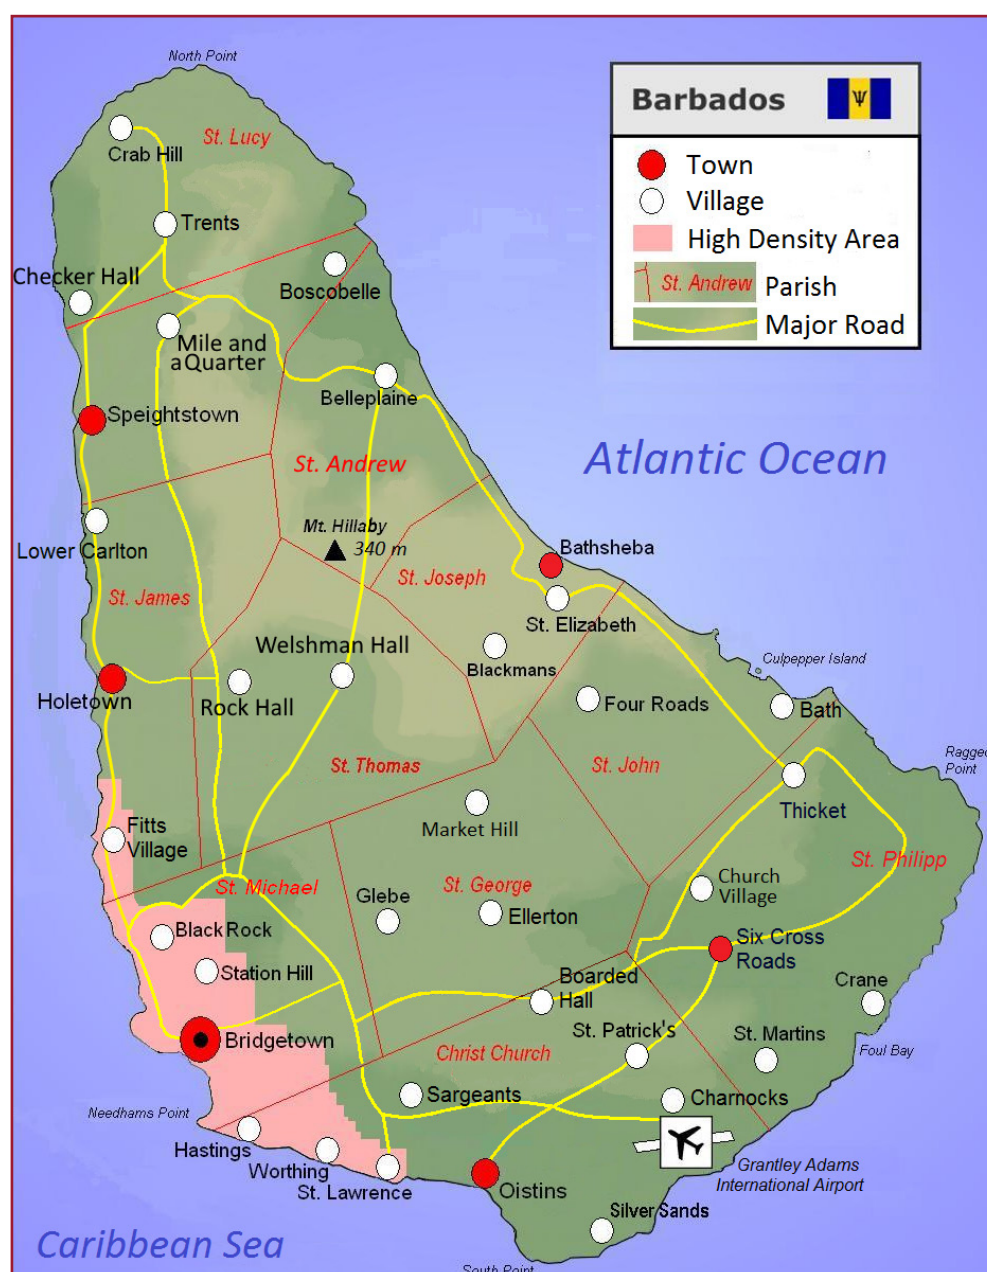 North Point
Barbados
Town
Village
High Density Area
St. Andrew
Parish
Major Road
St. Lucy
Crab Hill
Trents
Checker Hall
Boscobelle
Mile and
a Quarter
Belleplaine
Speightstown
Atlantic Ocean
St. Andrew
Mt. Hillaby
340 m
Lower Carlton
Bathsheba
St. Joseph
St. James
St. Elizabeth
Welshman Hall
Blackmans
Culpepper Island
Holetown
Rock Hall
Four Roads
Bath
St. Thomas
St. John
Ragged
Point
Thicket
Market Hill
Fitts
Village
St. Philipp
St. Michael
St. George
Church
Village
Glebe
Ellerton
Black Rock
Six Cross
Roads
Station Hill
Boarded
Hall
Crane
Bridgetown
St. Patrick's
St. Martins
Christ Church
Foul Bay
Sargeants
Charnocks
Needhams Point
Hastings
Worthing
St. Lawrence
Oistins
Grantley Adams
International Airport
Silver Sands
Caribbean Sea
South Point